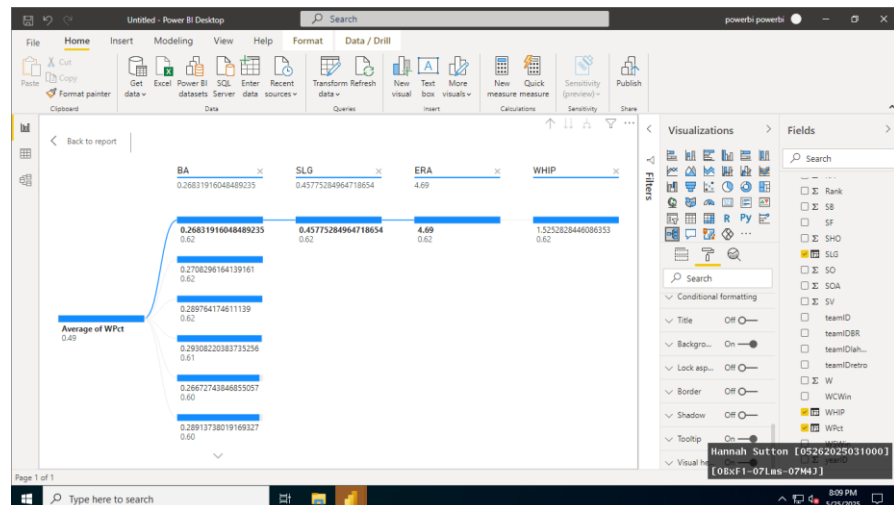 Untitled - Power BI Desktop
Search
powerbi powerbi
File
Home
Insert
Modeling
View
Help
Format
Data / Drill
Paste
Cut
Copy
Format painter
Clipboard
Get data
Excel
Power BI datasets
SQL Server
Enter data
Recent sources
Data
Transform data
Refresh
Queries
New visual
Text box
More visuals
Insert
New measure
Quick measure
Calculations
Sensitivity (preview)
Sensitivity
Publish
Share
Back to report
BA
0.26831916048489235
SLG
0.45775284964718654
ERA
4.69
WHIP
0.26831916048489235
0.62
0.45775284964718654
0.62
4.69
0.62
1.5252828446086353
0.62
0.2708296164139161
0.62
0.289764174611139
0.62
Average of WPct
0.49
0.29308220383735256
0.61
0.26672743846855057
0.60
0.28913738019169327
0.60
Filters
Visualizations
R Py
Search
Conditional formatting
Title Off
Backgro... On
Lock asp... Off
Border Off
Shadow Off
Tooltip On
Visual he...
Fields
Search
Rank
SB
SF
SHO
SLG
SO
SOA
SV
teamID
teamIDBR
teamIDlah...
teamIDretro
W
WCWin
WHIP
WPct
Hannah Sutton [05262025031000]
[08xF1-07Lms-07M4J]
Page 1 of 1
Type here to search
8:09 PM
5/25/2025